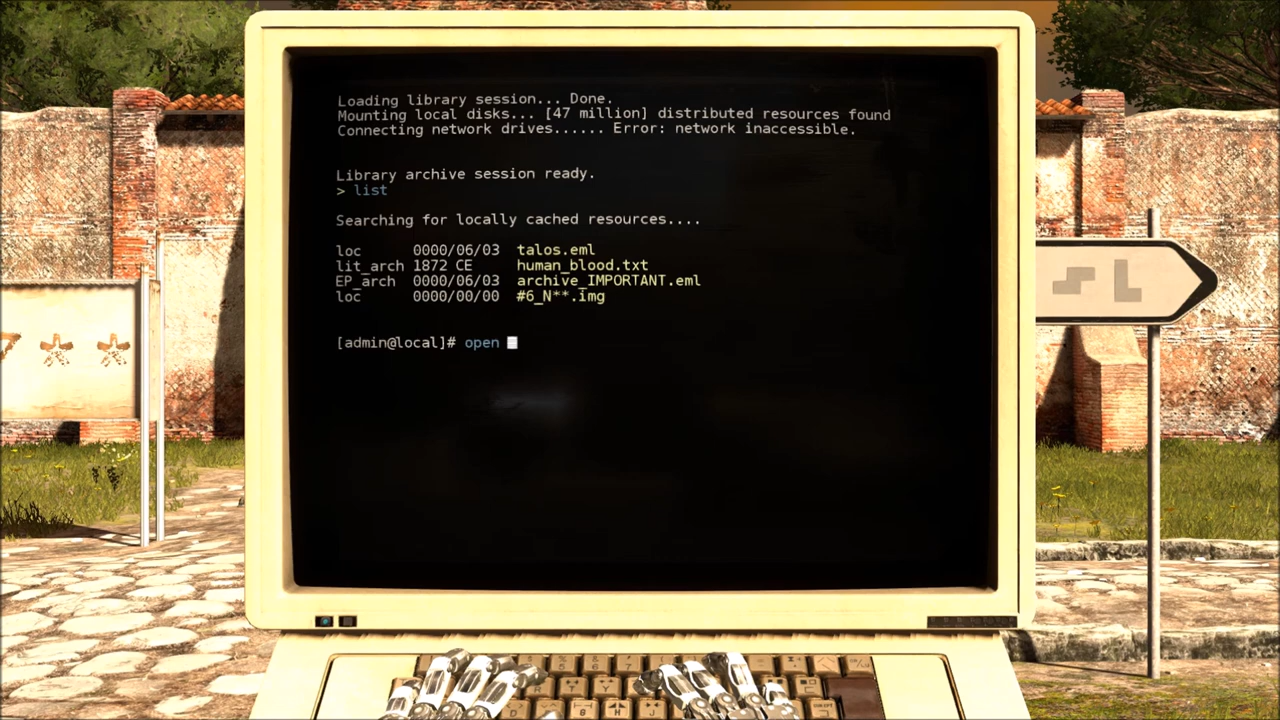 Loading library session... Done.
Mounting local disks... [47 million] distributed resources found
Connecting network drives...... Error: network inaccessible.
Library archive session ready.
> list
Searching for locally cached resources....
loc 0000/06/03 talos.eml
lit_arch 1872 CE human_blood.txt
EP_arch 0000/06/03 archive_IMPORTANT.eml
loc 0000/00/00 #6_N**.img
[admin@local]# open